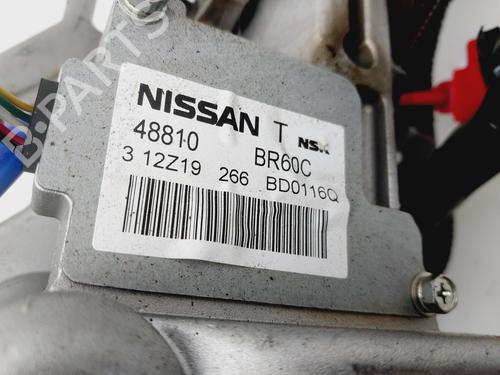 B-PARTS
NISSAN T NSK
48810 BR60C
3 12Z19 266 BD0116Q